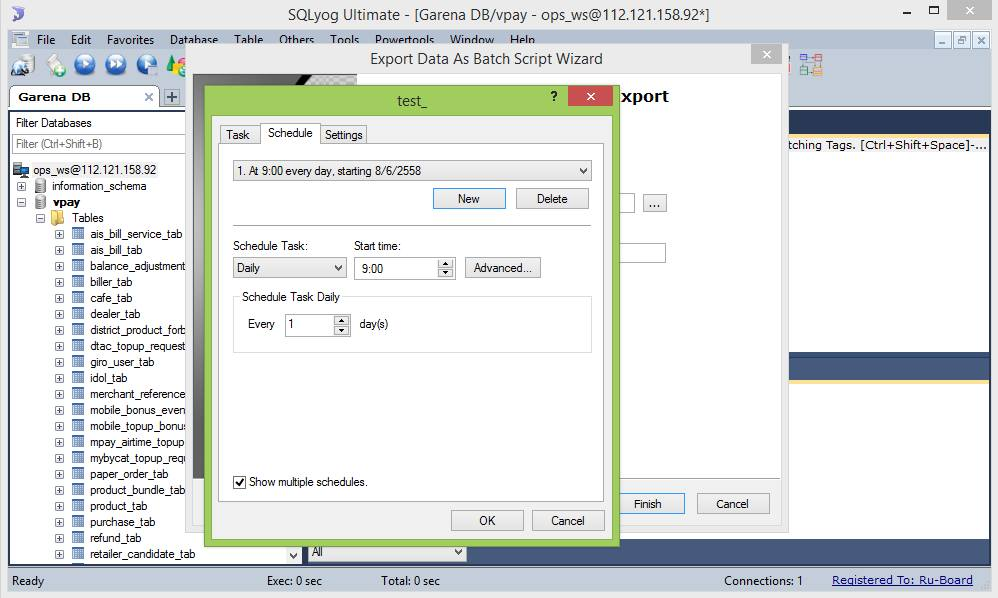 SQLyog Ultimate - [Garena DB/vpay - ops_ws@112.121.158.92*]
File Edit Favorites Database Table Others Tools Powertools Window Help
Export Data As Batch Script Wizard
Garena DB
xport
test_
?
Filter Databases
Filter (Ctrl+Shift+B)
Task Schedule Settings
tching Tags. [Ctrl+Shift+Space]-...
1. At 9:00 every day, starting 8/6/2558
New Delete
...
ops_ws@112.121.158.92
information_schema
vpay
Tables
ais_bill_service_tab
ais_bill_tab
balance_adjustment
biller_tab
cafe_tab
dealer_tab
district_product_forb
dtac_topup_request
giro_user_tab
idol_tab
merchant_reference
mobile_bonus_even
mobile_topup_bonu
mpay_airtime_topup
mybycat_topup_req
paper_order_tab
product_bundle_tab
product_tab
purchase_tab
refund_tab
retailer_candidate_tab
Schedule Task: Start time:
Daily 9:00 Advanced...
Schedule Task Daily
Every 1 day(s)
Show multiple schedules.
OK Cancel
Finish Cancel
All
Ready Exec: 0 sec Total: 0 sec Connections: 1 Registered To: Ru-Board